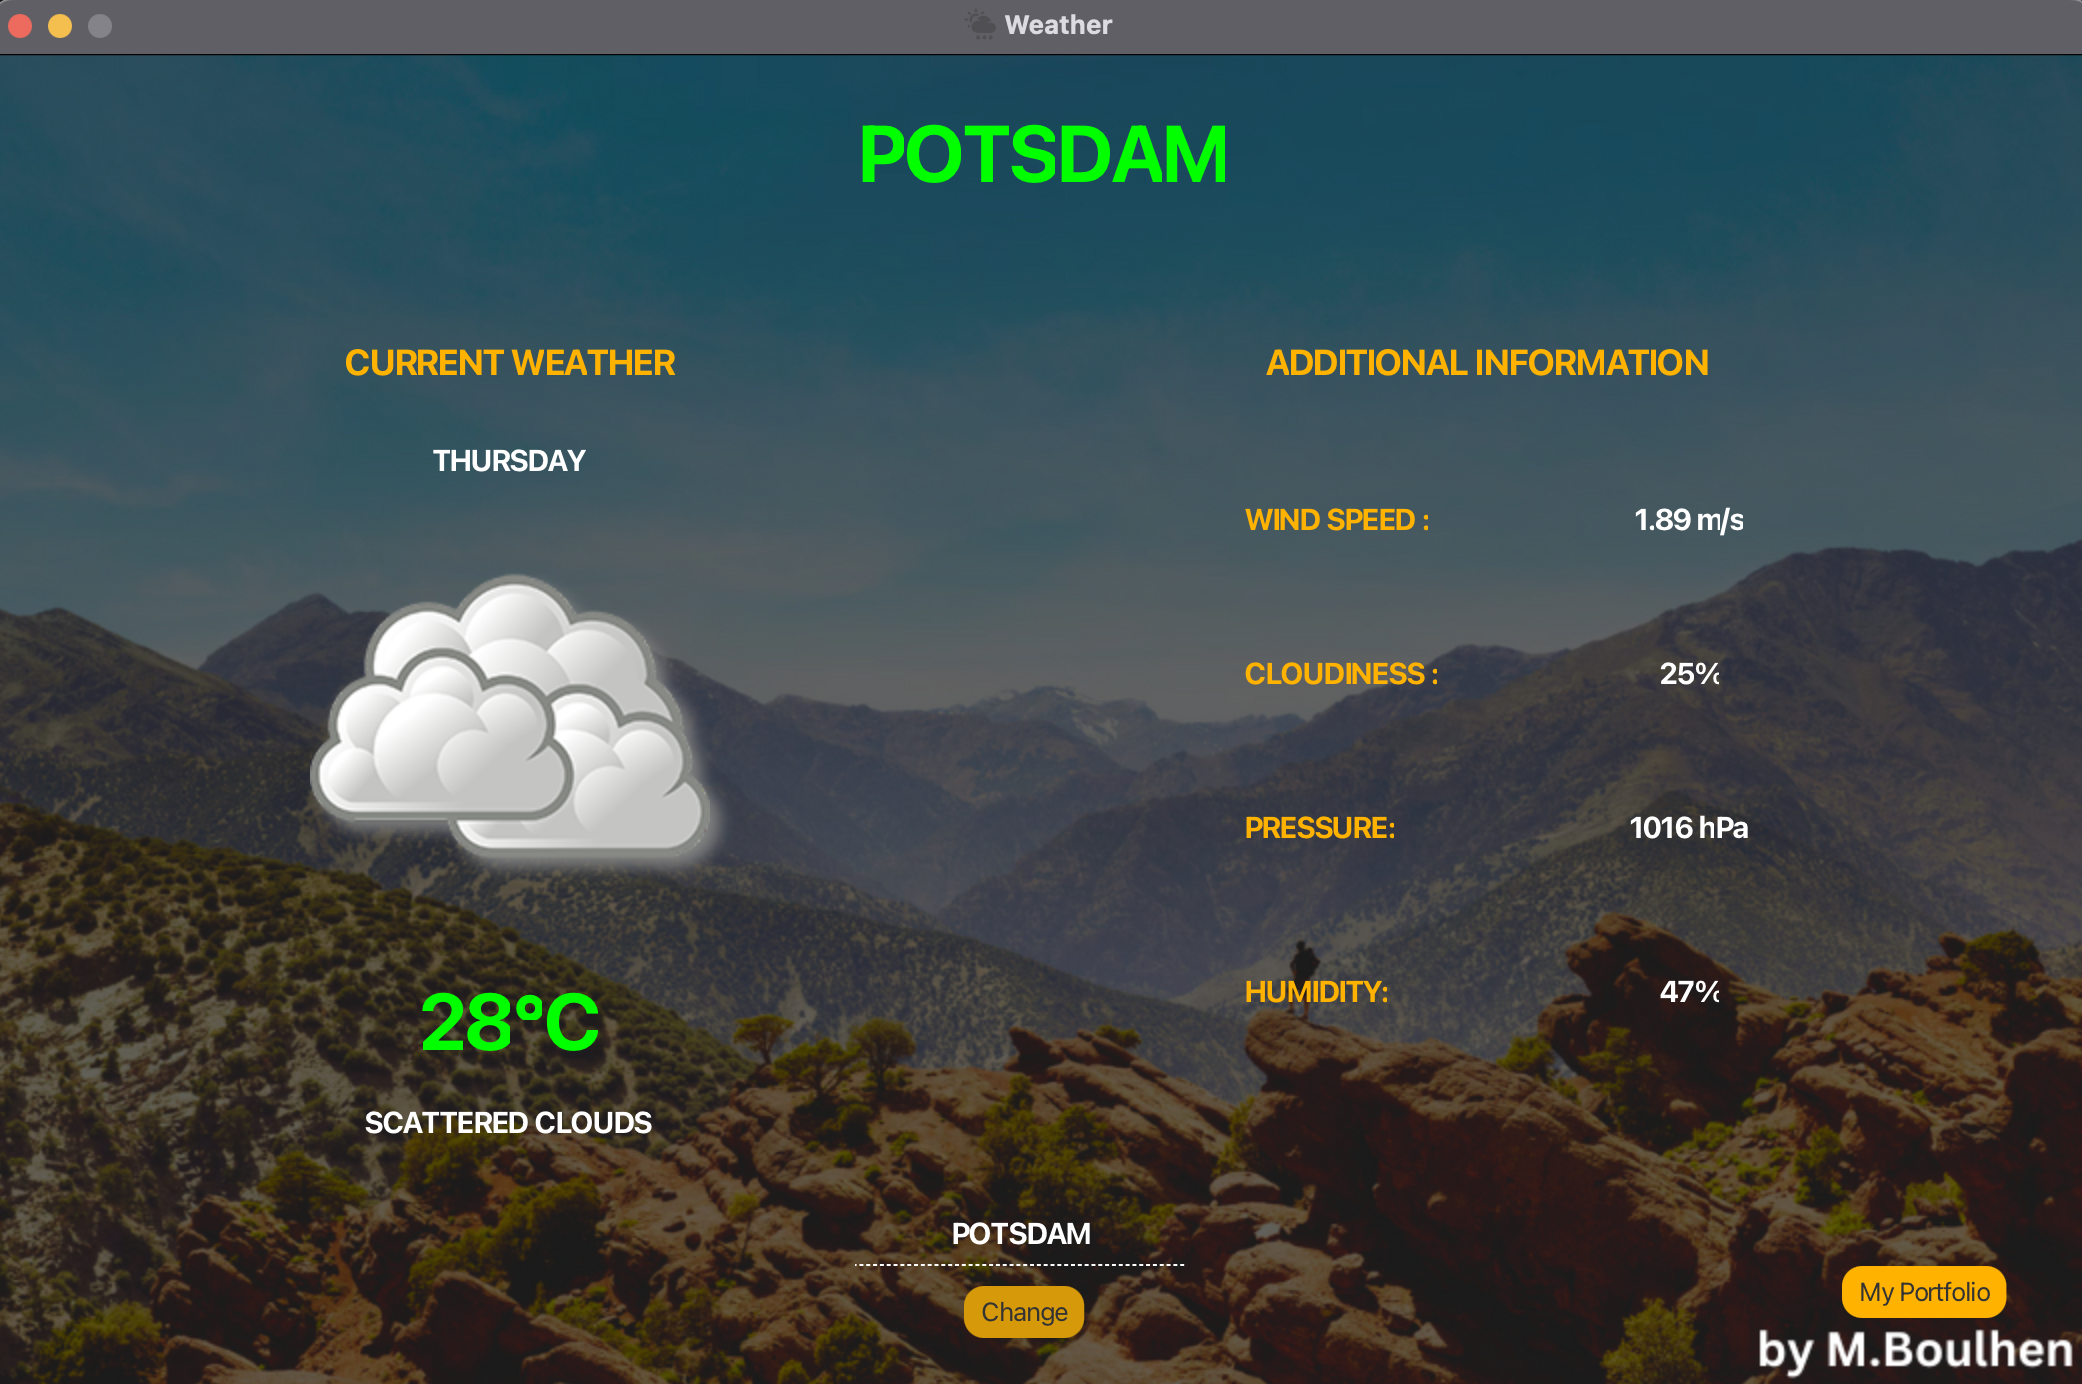 Weather
POTSDAM
CURRENT WEATHER
THURSDAY
28°C
SCATTERED CLOUDS
ADDITIONAL INFORMATION
WIND SPEED : 1.89 m/s
CLOUDINESS : 25%
PRESSURE: 1016 hPa
HUMIDITY: 47%
POTSDAM
Change
My Portfolio
by M.Boulhen